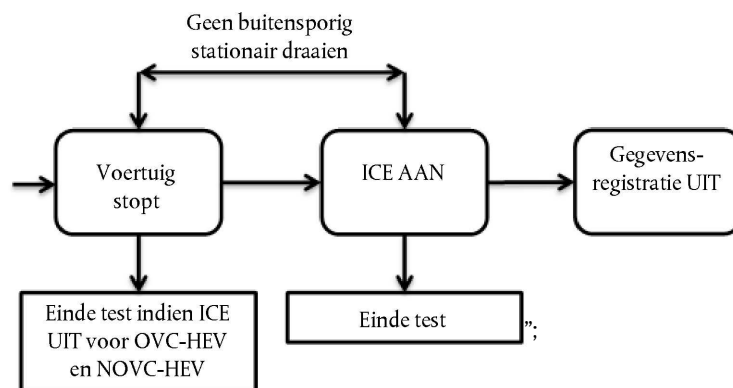 Geen buitensporig
stationair draaien
Voertuig
stopt
ICE AAN
Gegevens-
registratie UIT
Einde test indien ICE
UIT voor OVC-HEV
en NOVC-HEV
Einde test
”;